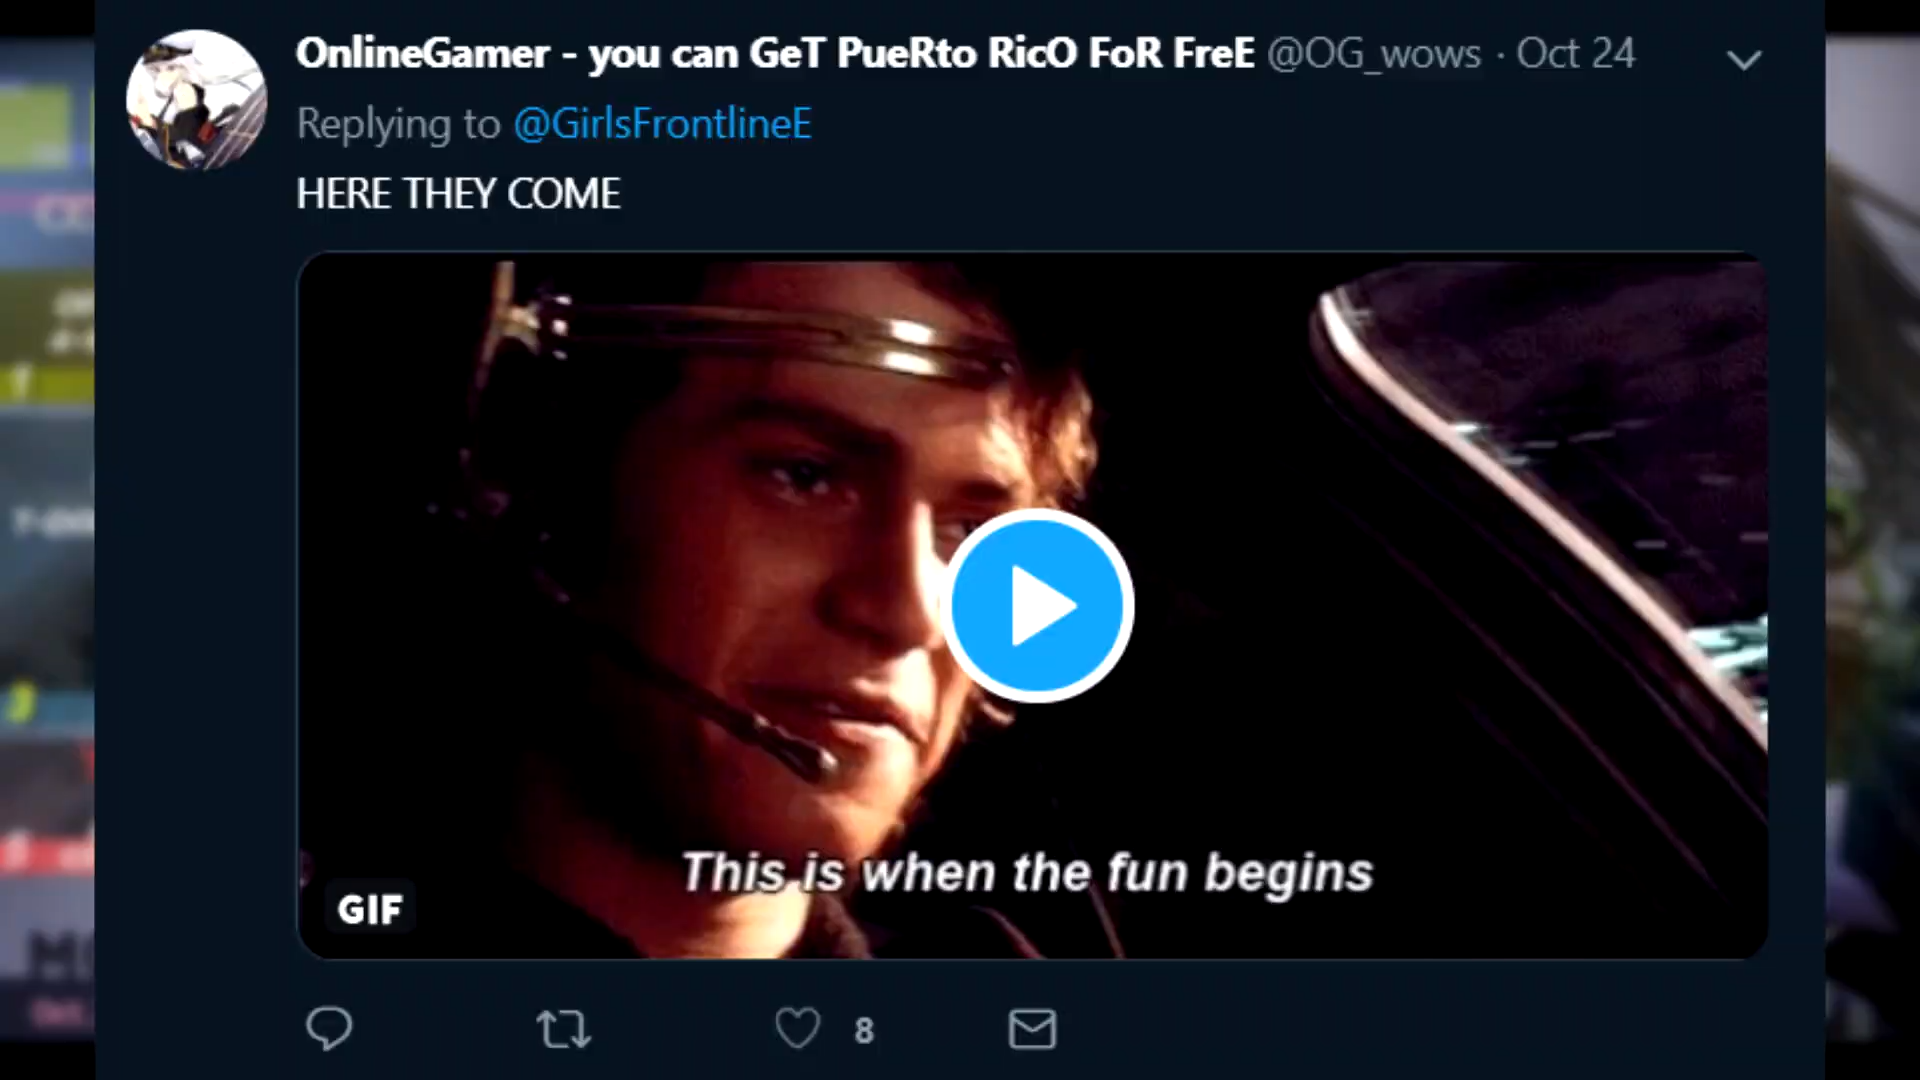 OnlineGamer - you can GeT PueRto RicO FoR FreE @OG_wows · Oct 24
Replying to @GirlsFrontlineE
HERE THEY COME
This is when the fun begins
GIF
8